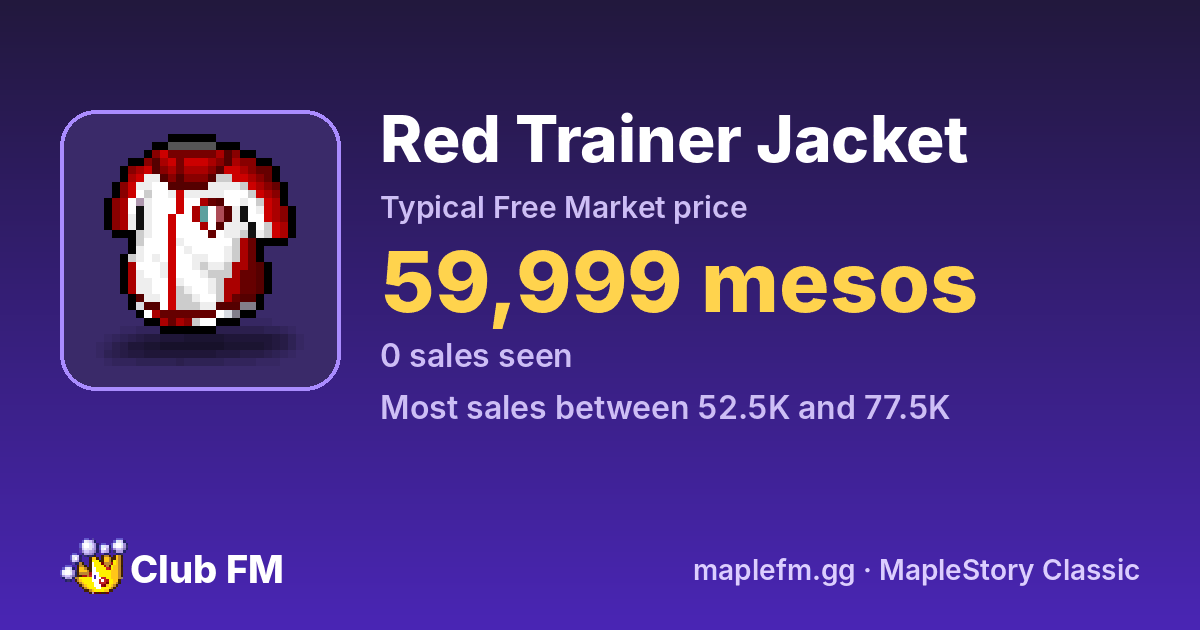 Red Trainer Jacket
Typical Free Market price
59,999 mesos
0 sales seen
Most sales between 52.5K and 77.5K
Club FM
maplefm.gg · MapleStory Classic